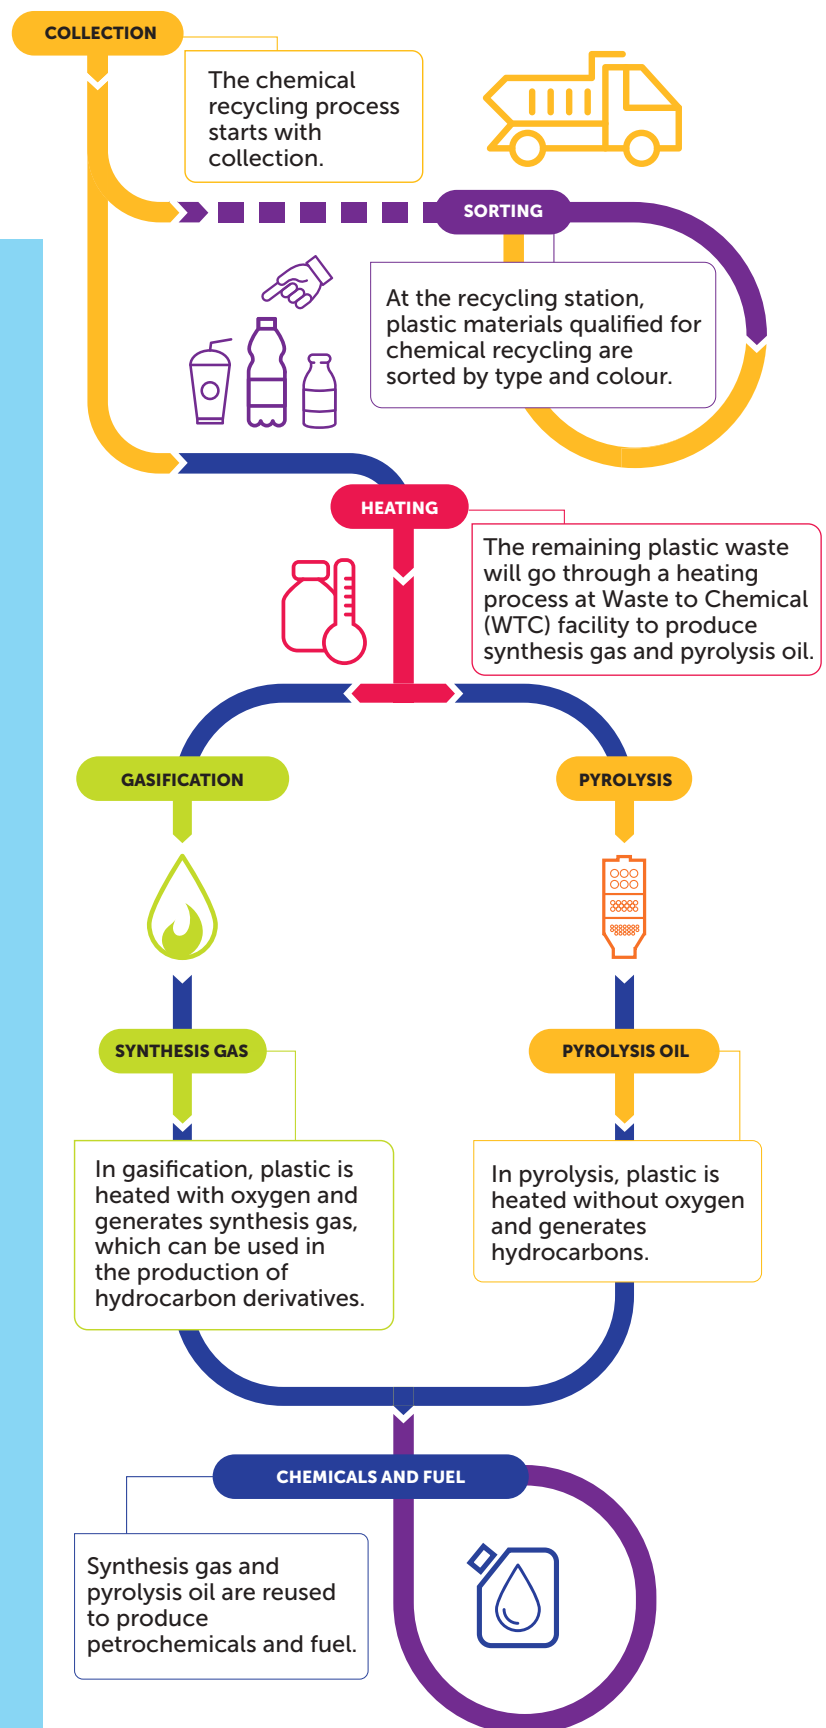 COLLECTION
The chemical
recycling process
starts with
collection.
SORTING
At the recycling station,
plastic materials qualified for
chemical recycling are
sorted by type and colour.
HEATING
The remaining plastic waste
will go through a heating
process at Waste to Chemical
(WTC) facility to produce
synthesis gas and pyrolysis oil.
GASIFICATION
PYROLYSIS
SYNTHESIS GAS
PYROLYSIS OIL
In gasification, plastic is
heated with oxygen and
generates synthesis gas,
which can be used in
the production of
hydrocarbon derivatives.
In pyrolysis, plastic is
heated without oxygen
and generates
hydrocarbons.
CHEMICALS AND FUEL
Synthesis gas and
pyrolysis oil are reused
to produce
petrochemicals and fuel.